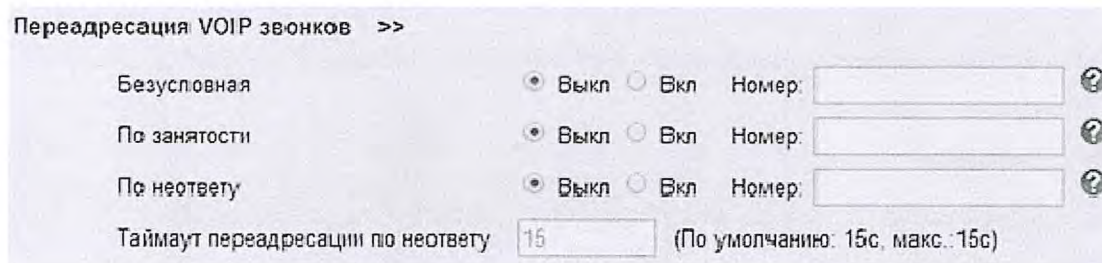 Переадресация VOIP звонков >>
Безусловная Выкл Вкл Номер:
По занятости Выкл Вкл Номер:
По неответу Выкл Вкл Номер:
Таймаут переадресации по неответу 15 (По умолчанию: 15с, макс.:15с)